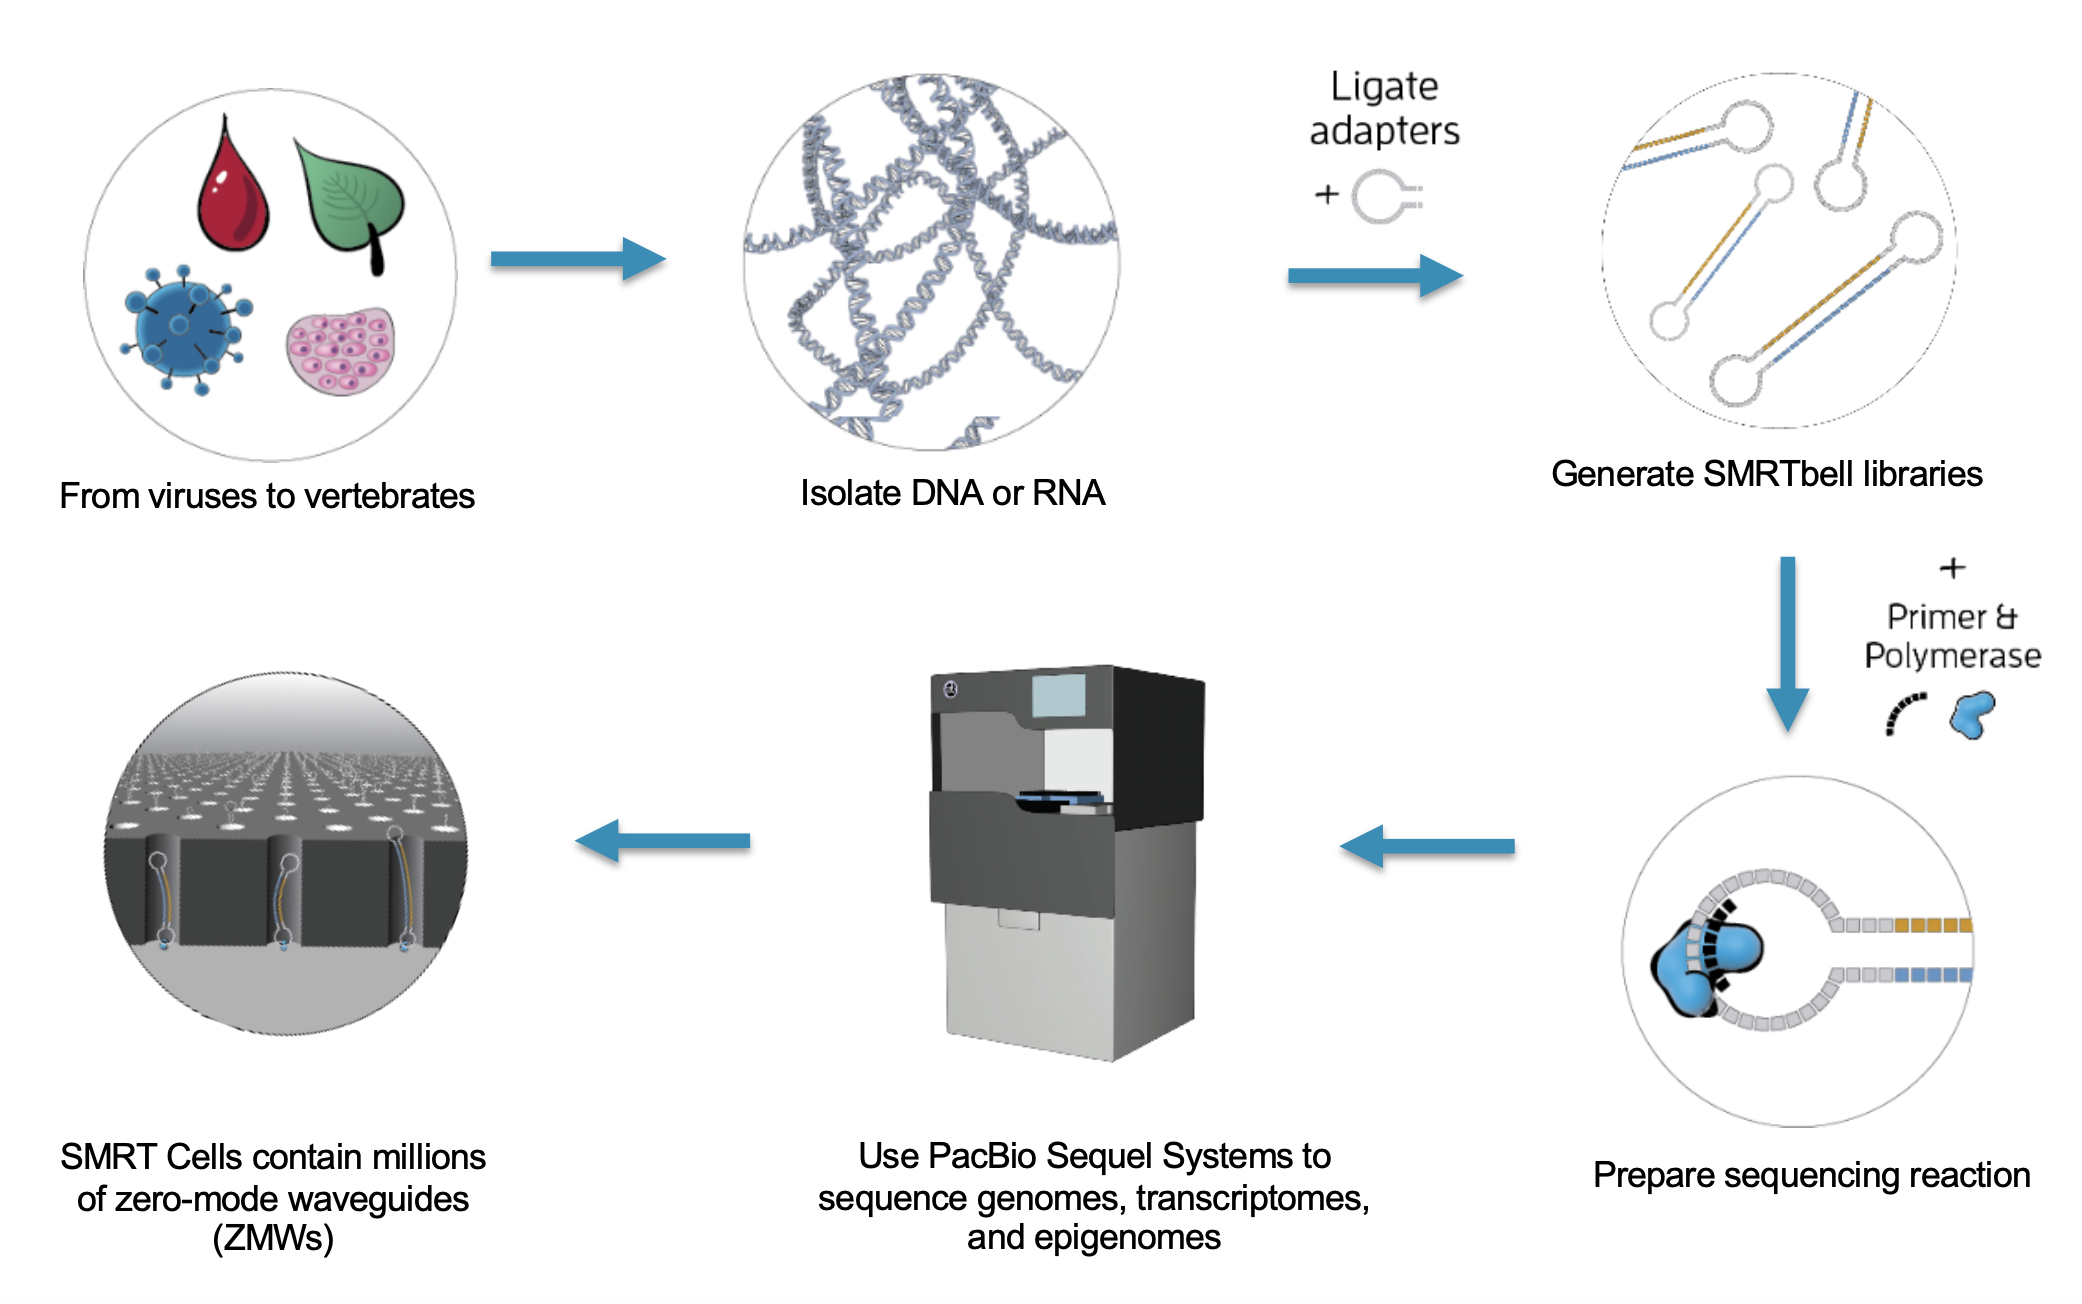 Ligate
adapters
+
From viruses to vertebrates
Isolate DNA or RNA
Generate SMRTbell libraries
+
Primer &
Polymerase
SMRT Cells contain millions
of zero-mode waveguides
(ZMWs)
Use PacBio Sequel Systems to
sequence genomes, transcriptomes,
and epigenomes
Prepare sequencing reaction